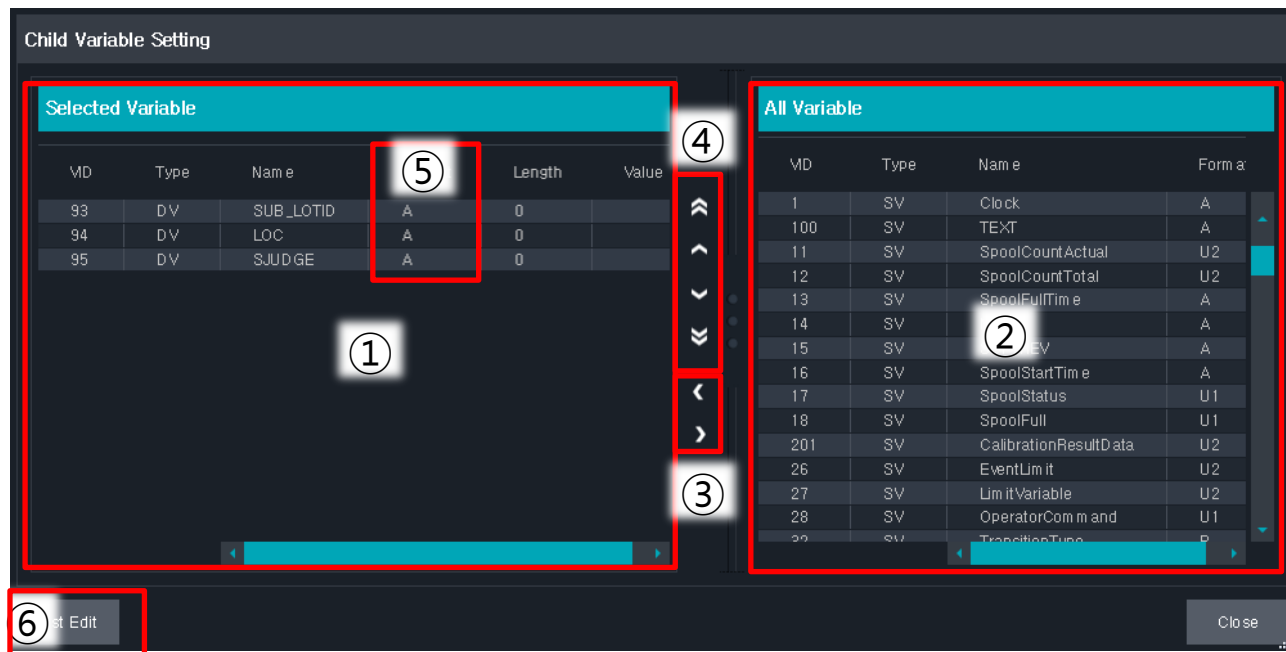 Child Variable Setting
Selected Variable
VID Type Name ⑤ Length Value
93 DV SUB_LOTID A 0
94 DV LOC A 0
95 DV SJUDGE A 0
①
④
③
All Variable
VID Type Name Format
1 SV Clock A
100 SV TEXT A
11 SV SpoolCountActual U2
12 SV SpoolCountTotal U2
13 SV SpoolFullTime A
14 SV A
15 SV ② EV A
16 SV SpoolStartTime A
17 SV SpoolStatus U1
18 SV SpoolFull U1
201 SV CalibrationResultData U2
26 SV EventLimit U2
27 SV LimitVariable U2
28 SV OperatorCommand U1
32 SV TransitionType
⑥ st Edit
Close